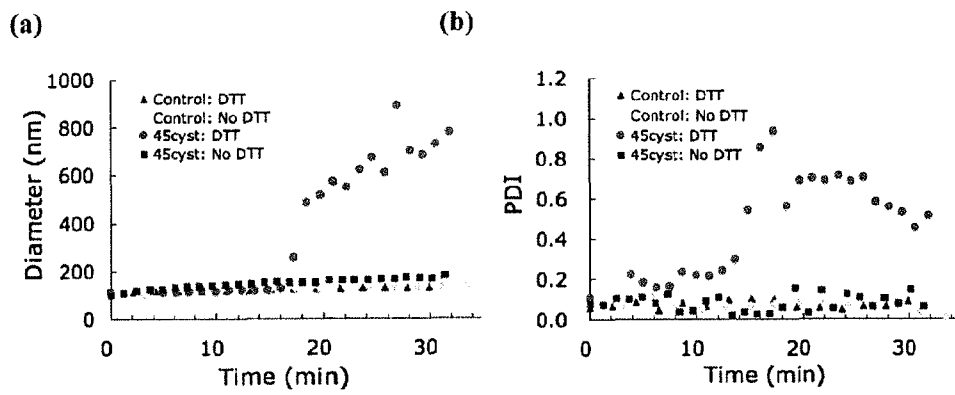 (a)
(b)
1000
800
600
400
200
0
Diameter (nm)
Control: DTT
Control: No DTT
45cyst: DTT
45cyst: No DTT
0
10
20
30
Time (min)
1.2
1.0
0.8
0.6
0.4
0.2
0.0
PDI
Control: DTT
Control: No DTT
45cyst: DTT
45cyst: No DTT
0
10
20
30
Time (min)